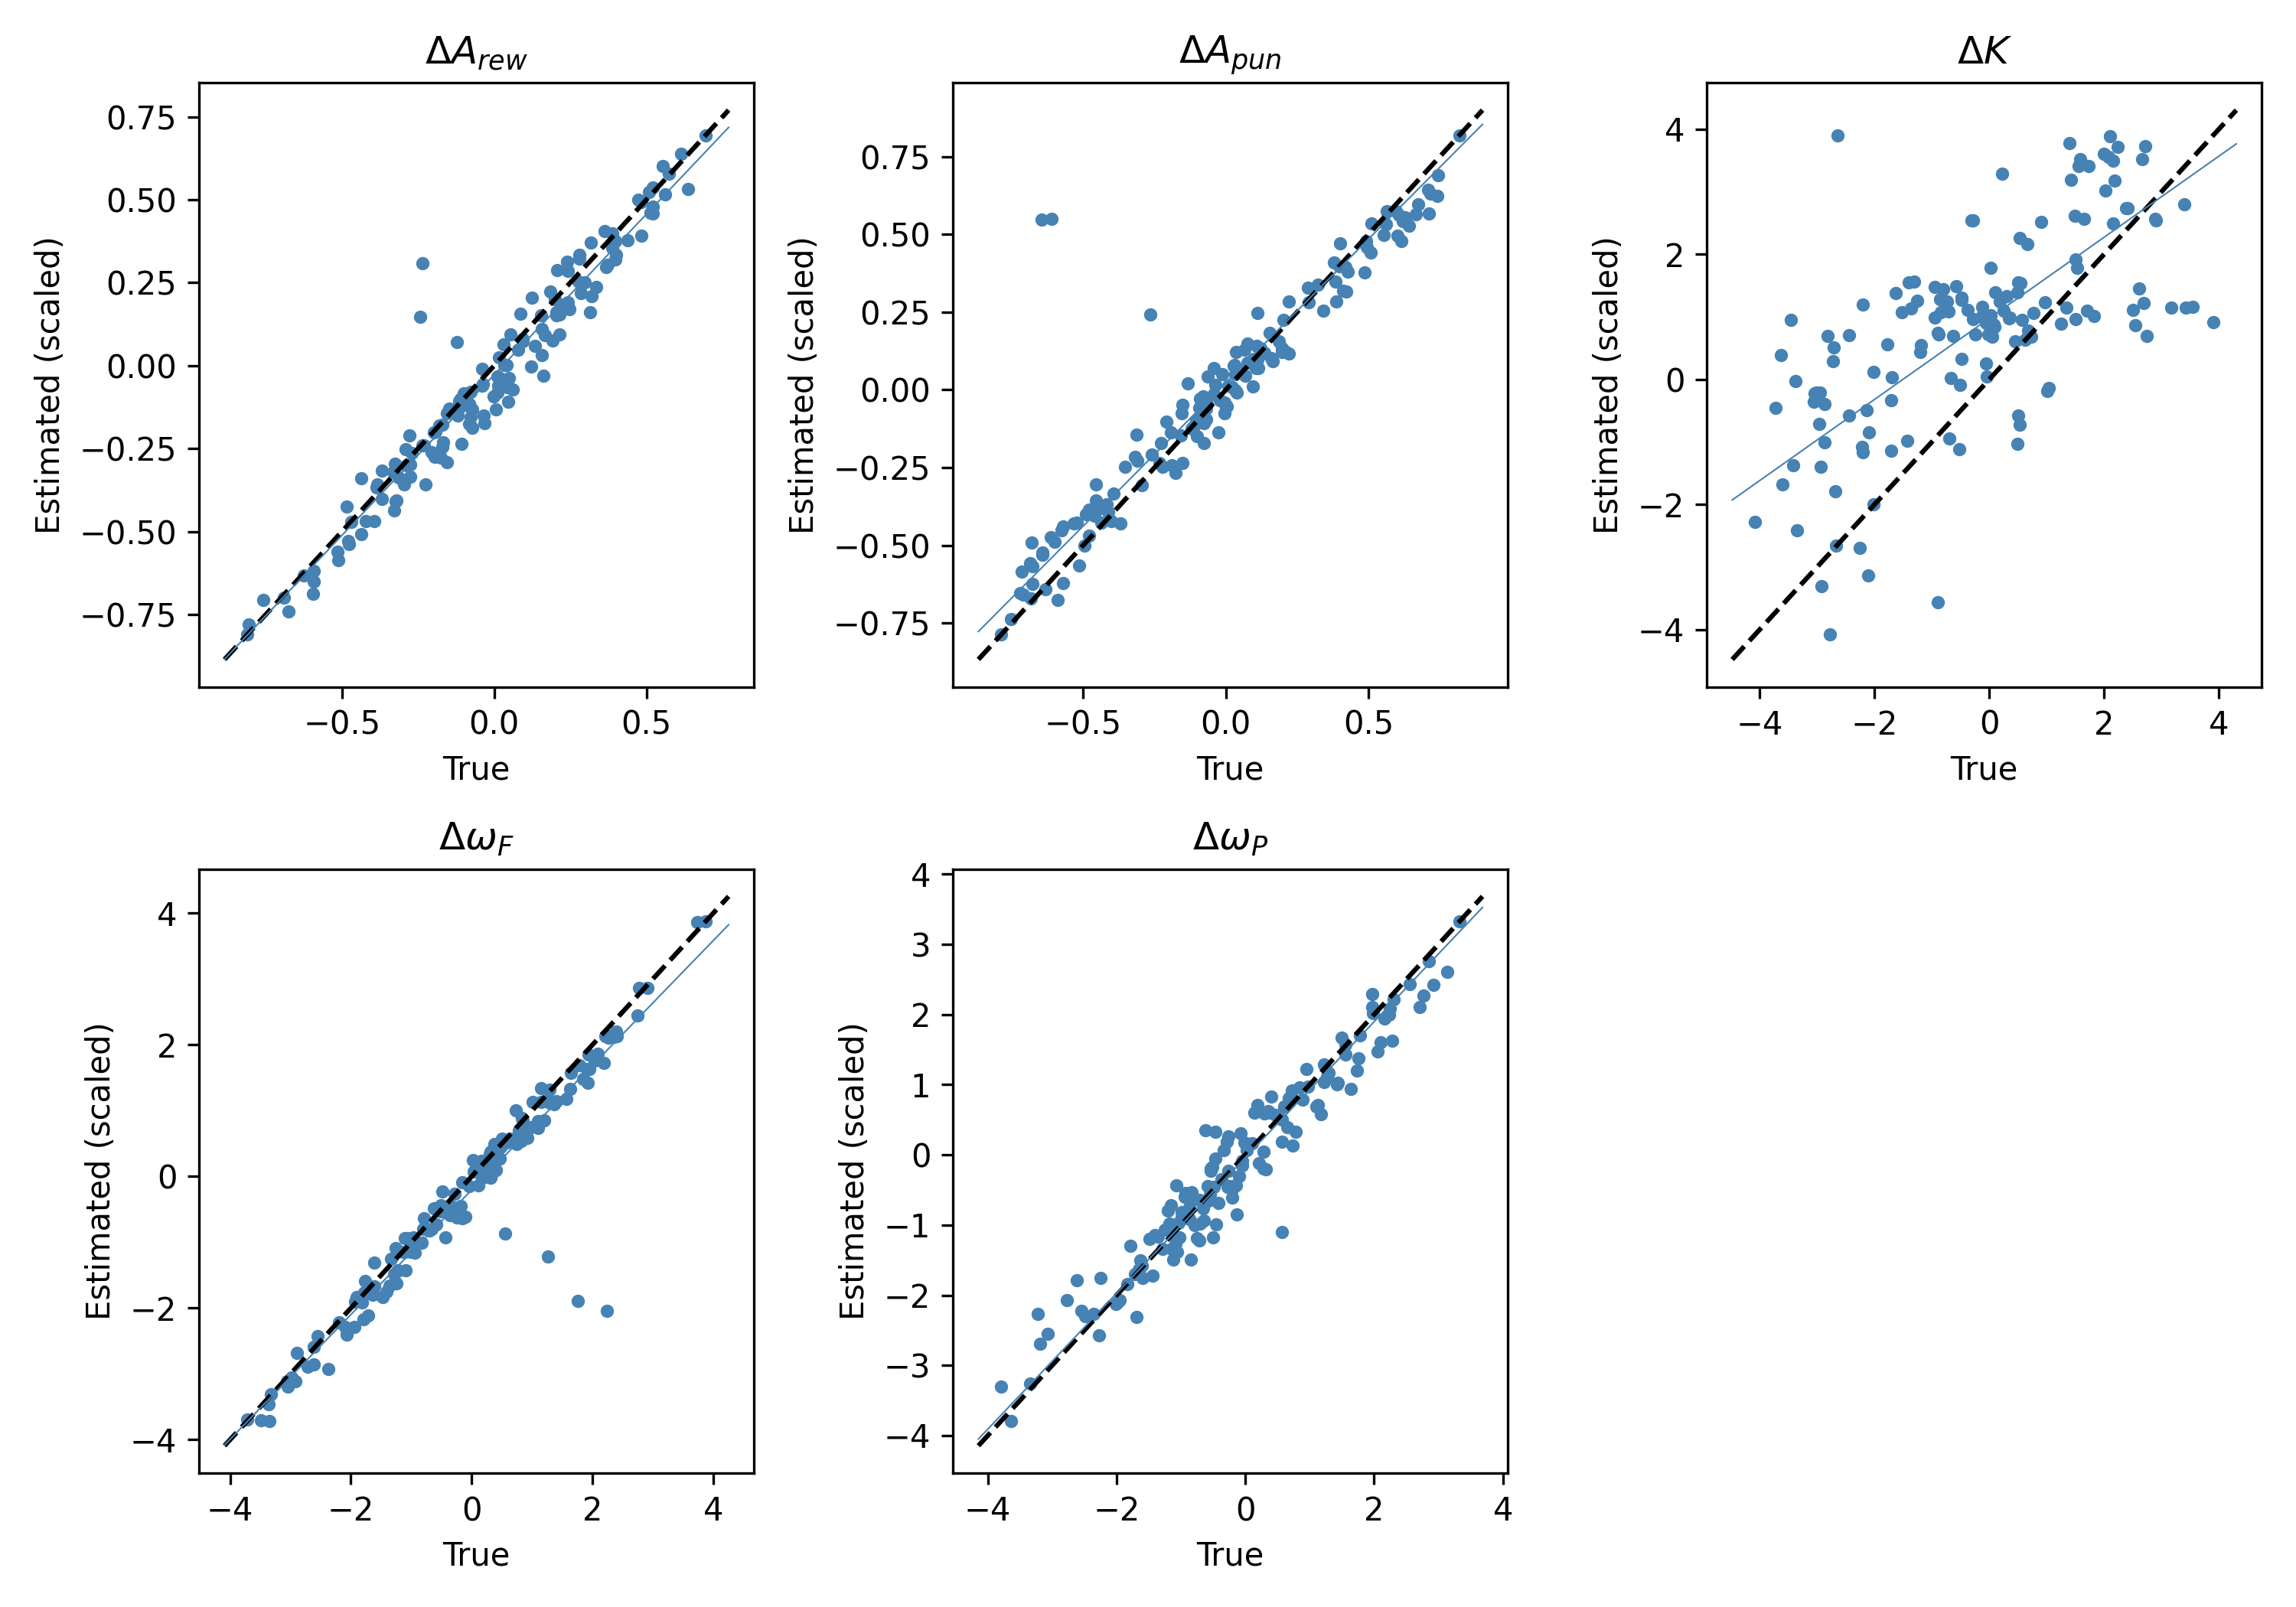 ΔA_rew
0.75
0.50
0.25
0.00
−0.25
−0.50
−0.75
Estimated (scaled)
−0.5 0.0 0.5
True
ΔA_pun
0.75
0.50
0.25
0.00
−0.25
−0.50
−0.75
Estimated (scaled)
−0.5 0.0 0.5
True
ΔK
4
2
0
−2
−4
Estimated (scaled)
−4 −2 0 2 4
True
Δω_F
4
2
0
−2
−4
Estimated (scaled)
−4 −2 0 2 4
True
Δω_P
4
3
2
1
0
−1
−2
−3
−4
Estimated (scaled)
−4 −2 0 2 4
True